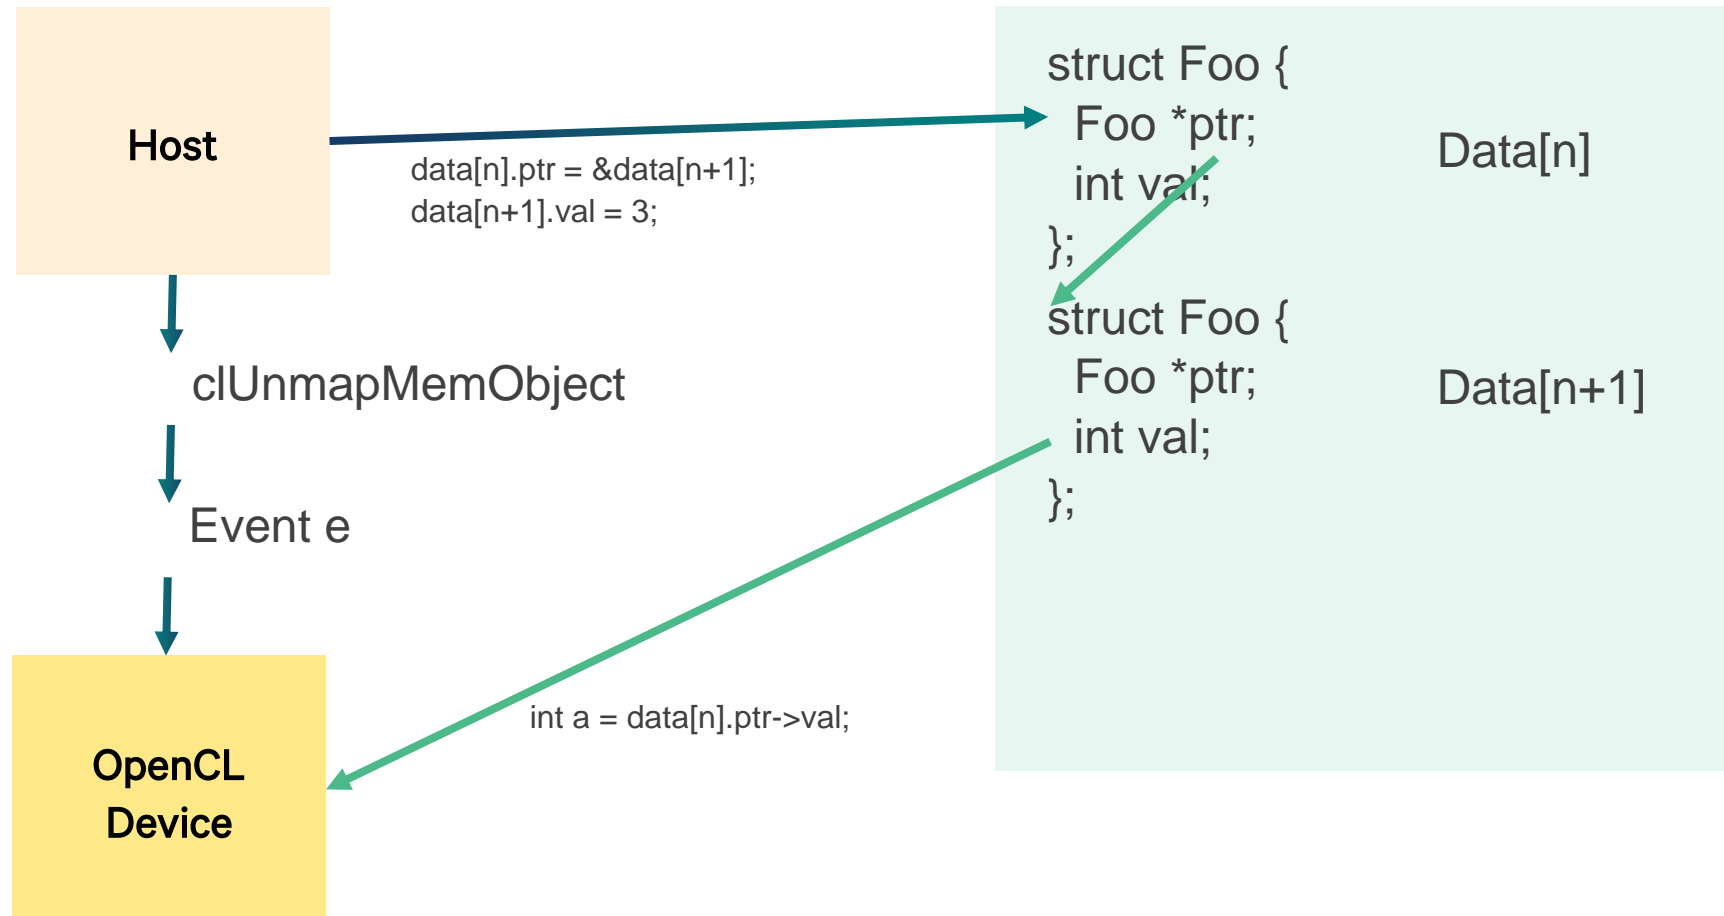 Host
data[n].ptr = &data[n+1];
data[n+1].val = 3;
clUnmapMemObject
Event e
OpenCL
Device
int a = data[n].ptr->val;
struct Foo {
Foo *ptr;
int val;
};
Data[n]
struct Foo {
Foo *ptr;
int val;
};
Data[n+1]